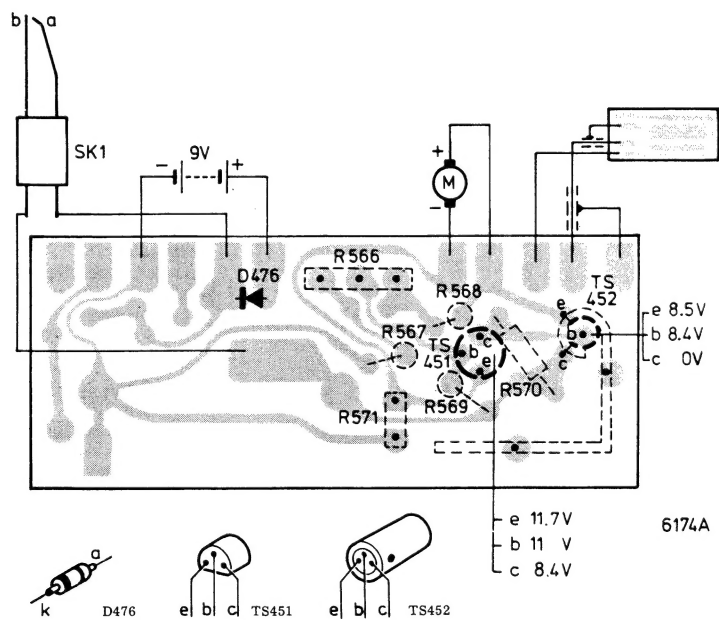 b a
SK1
- 9V +
+
M
-
D476
R566
R568
R567
TS
451
c
b
e
R569
R570
R571
TS
452
e
b
c
e 8.5V
b 8.4V
c 0V
e 11.7V
b 11 V
c 8.4V
6174A
a
k
D476
e b c TS451
e b c TS452